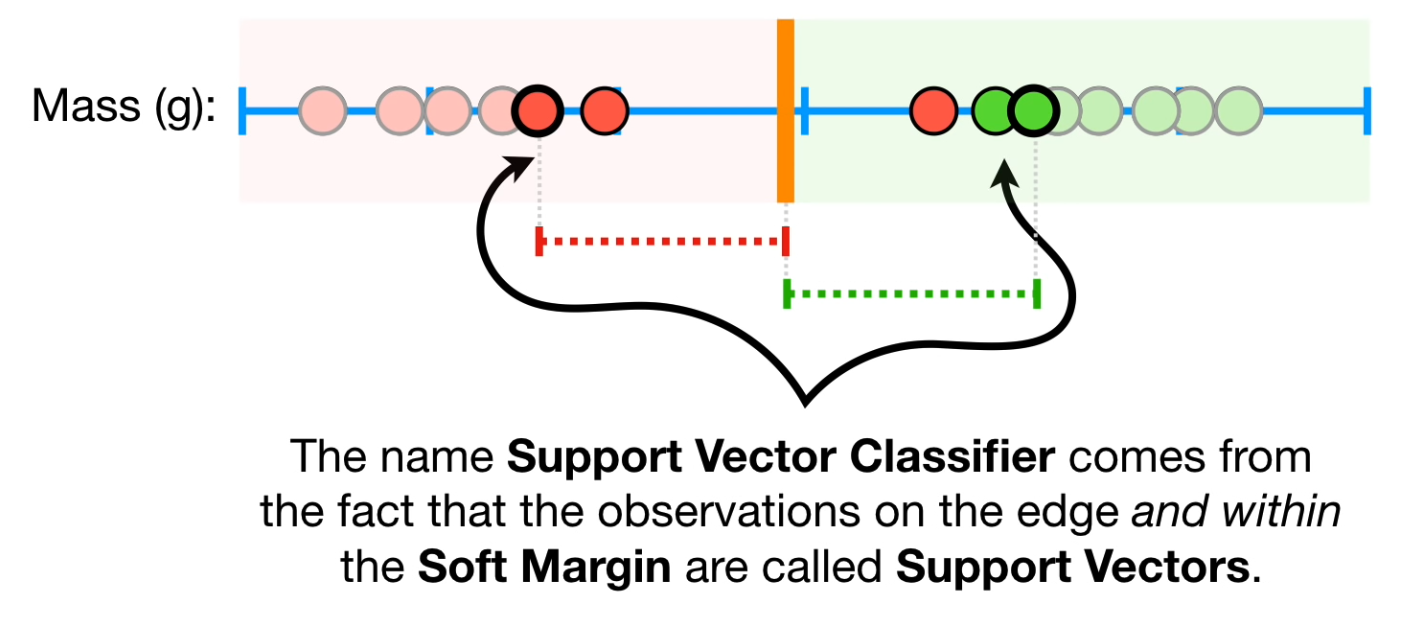 Mass (g):
The name Support Vector Classifier comes from
the fact that the observations on the edge and within
the Soft Margin are called Support Vectors.